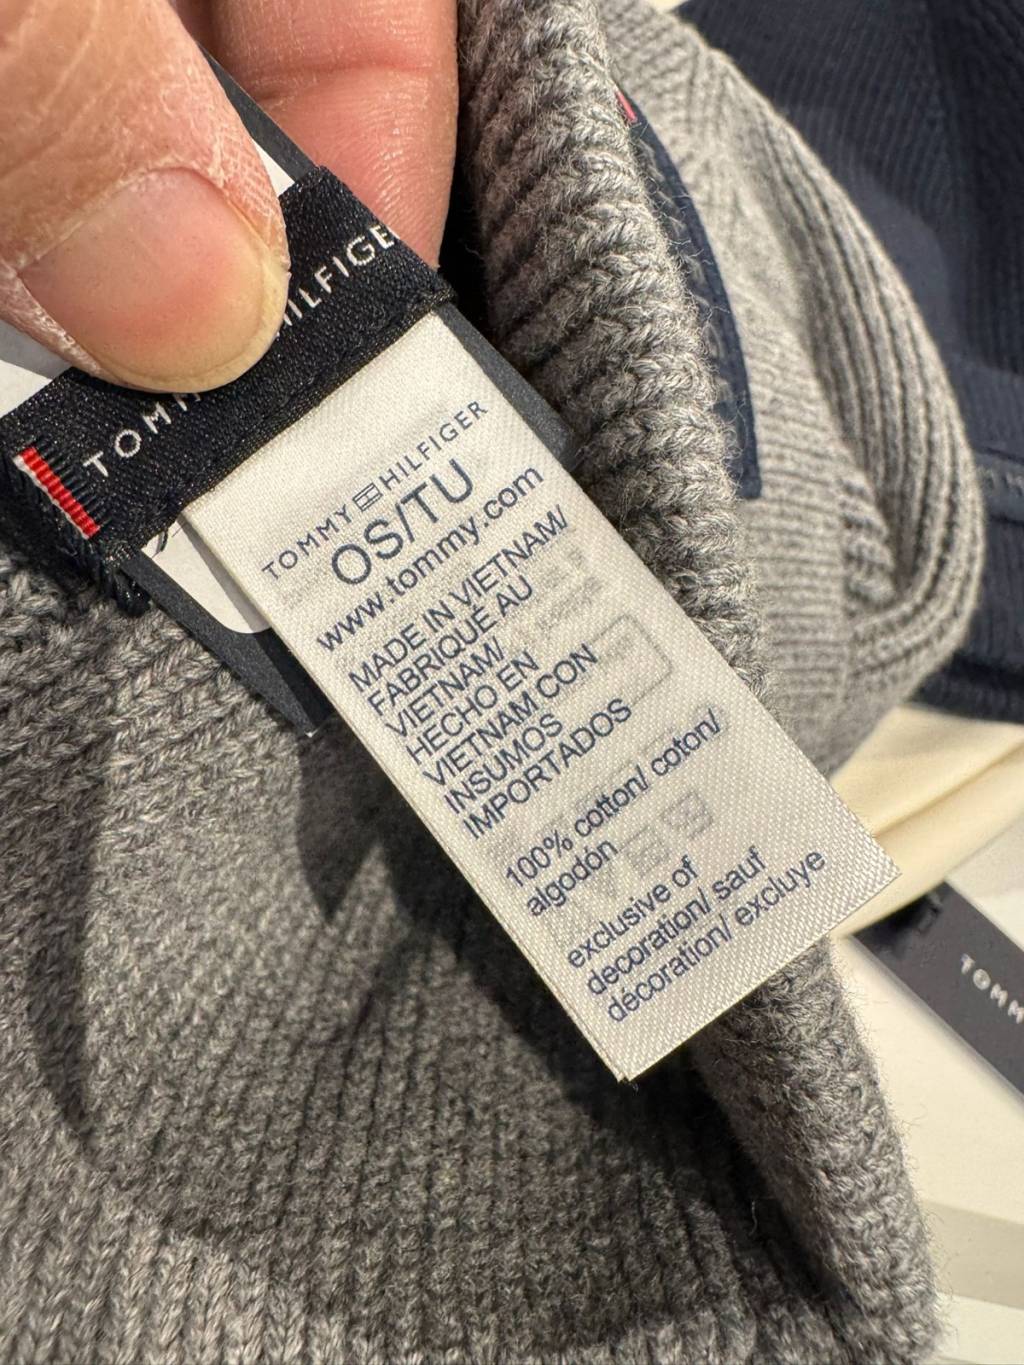 TOMMY HILFIGER
TOMMY HILFIGER
OS/TU
www.tommy.com
MADE IN VIETNAM/
FABRIQUÉ AU
VIETNAM/
HECHO EN
VIETNAM CON
INSUMOS
IMPORTADOS
100% cotton/ coton/
algodón
exclusive of
decoration/ sauf
décoration/ excluye
TOMM